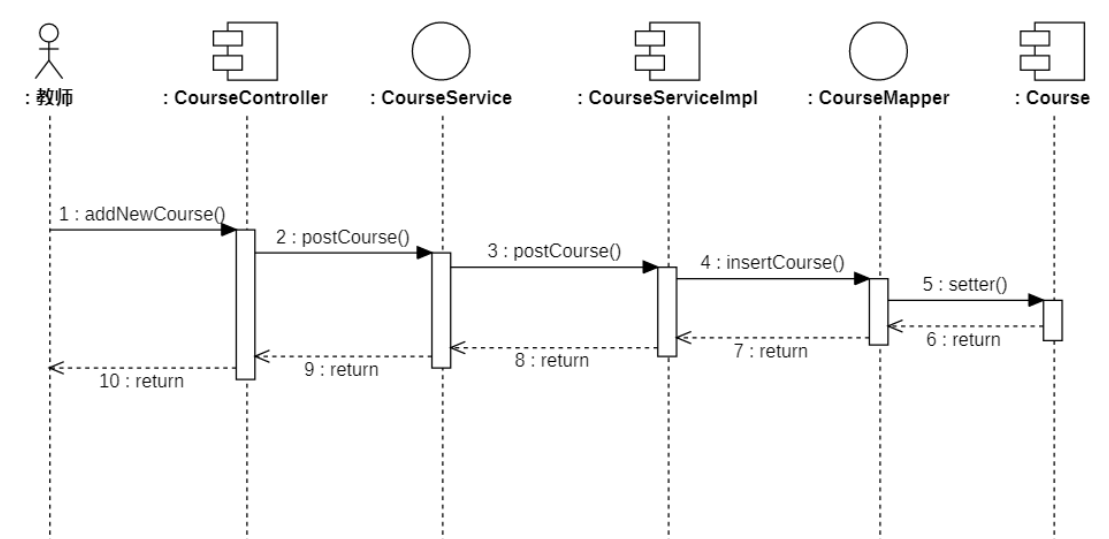 : 教师
: CourseController
: CourseService
: CourseServiceImpl
: CourseMapper
: Course
1 : addNewCourse()
2 : postCourse()
3 : postCourse()
4 : insertCourse()
5 : setter()
6 : return
7 : return
8 : return
9 : return
10 : return